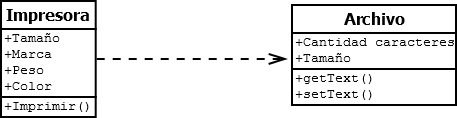 Impresora
+Tamaño
+Marca
+Peso
+Color
+Imprimir()
Archivo
+Cantidad caracteres
+Tamaño
+getText()
+setText()